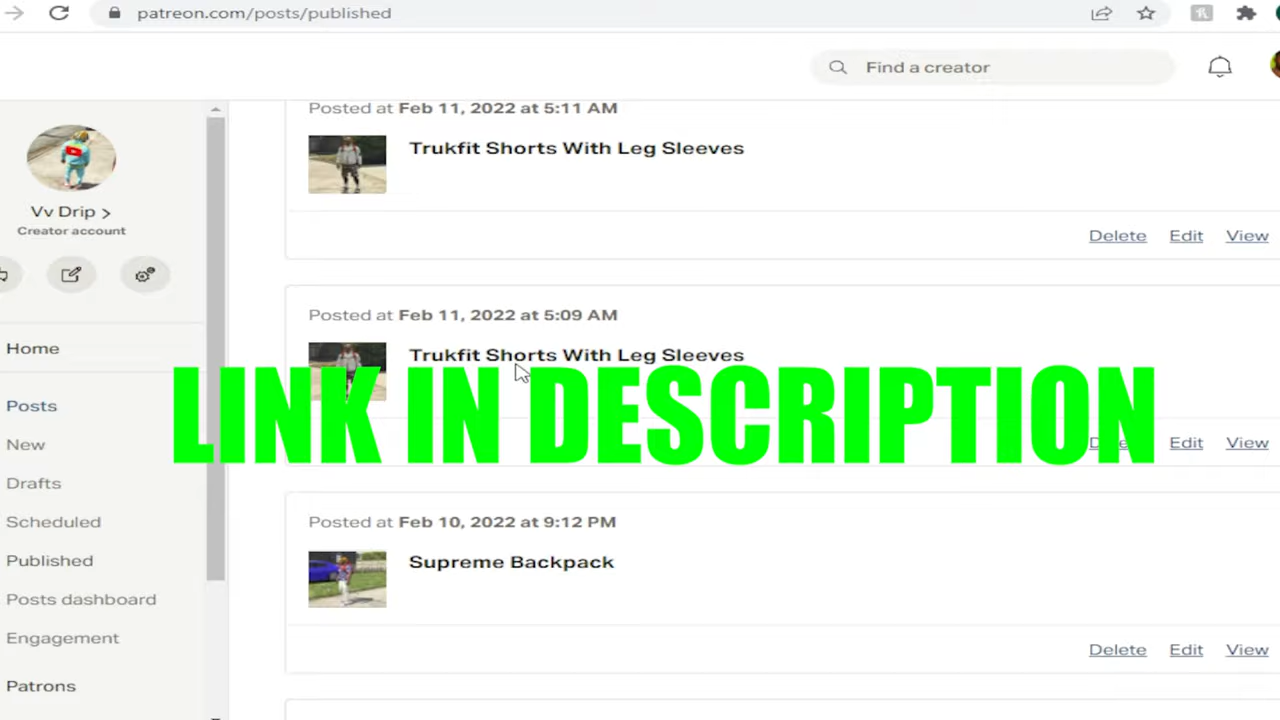 patreon.com/posts/published
Find a creator
Posted at Feb 11, 2022 at 5:11 AM
Trukfit Shorts With Leg Sleeves
Delete Edit View
Vv Drip >
Creator account
Home
Posts
New
Drafts
Scheduled
Published
Posts dashboard
Engagement
Patrons
Posted at Feb 11, 2022 at 5:09 AM
Trukfit Shorts With Leg Sleeves
LINK IN DESCRIPTION
Edit View
Posted at Feb 10, 2022 at 9:12 PM
Supreme Backpack
Delete Edit View